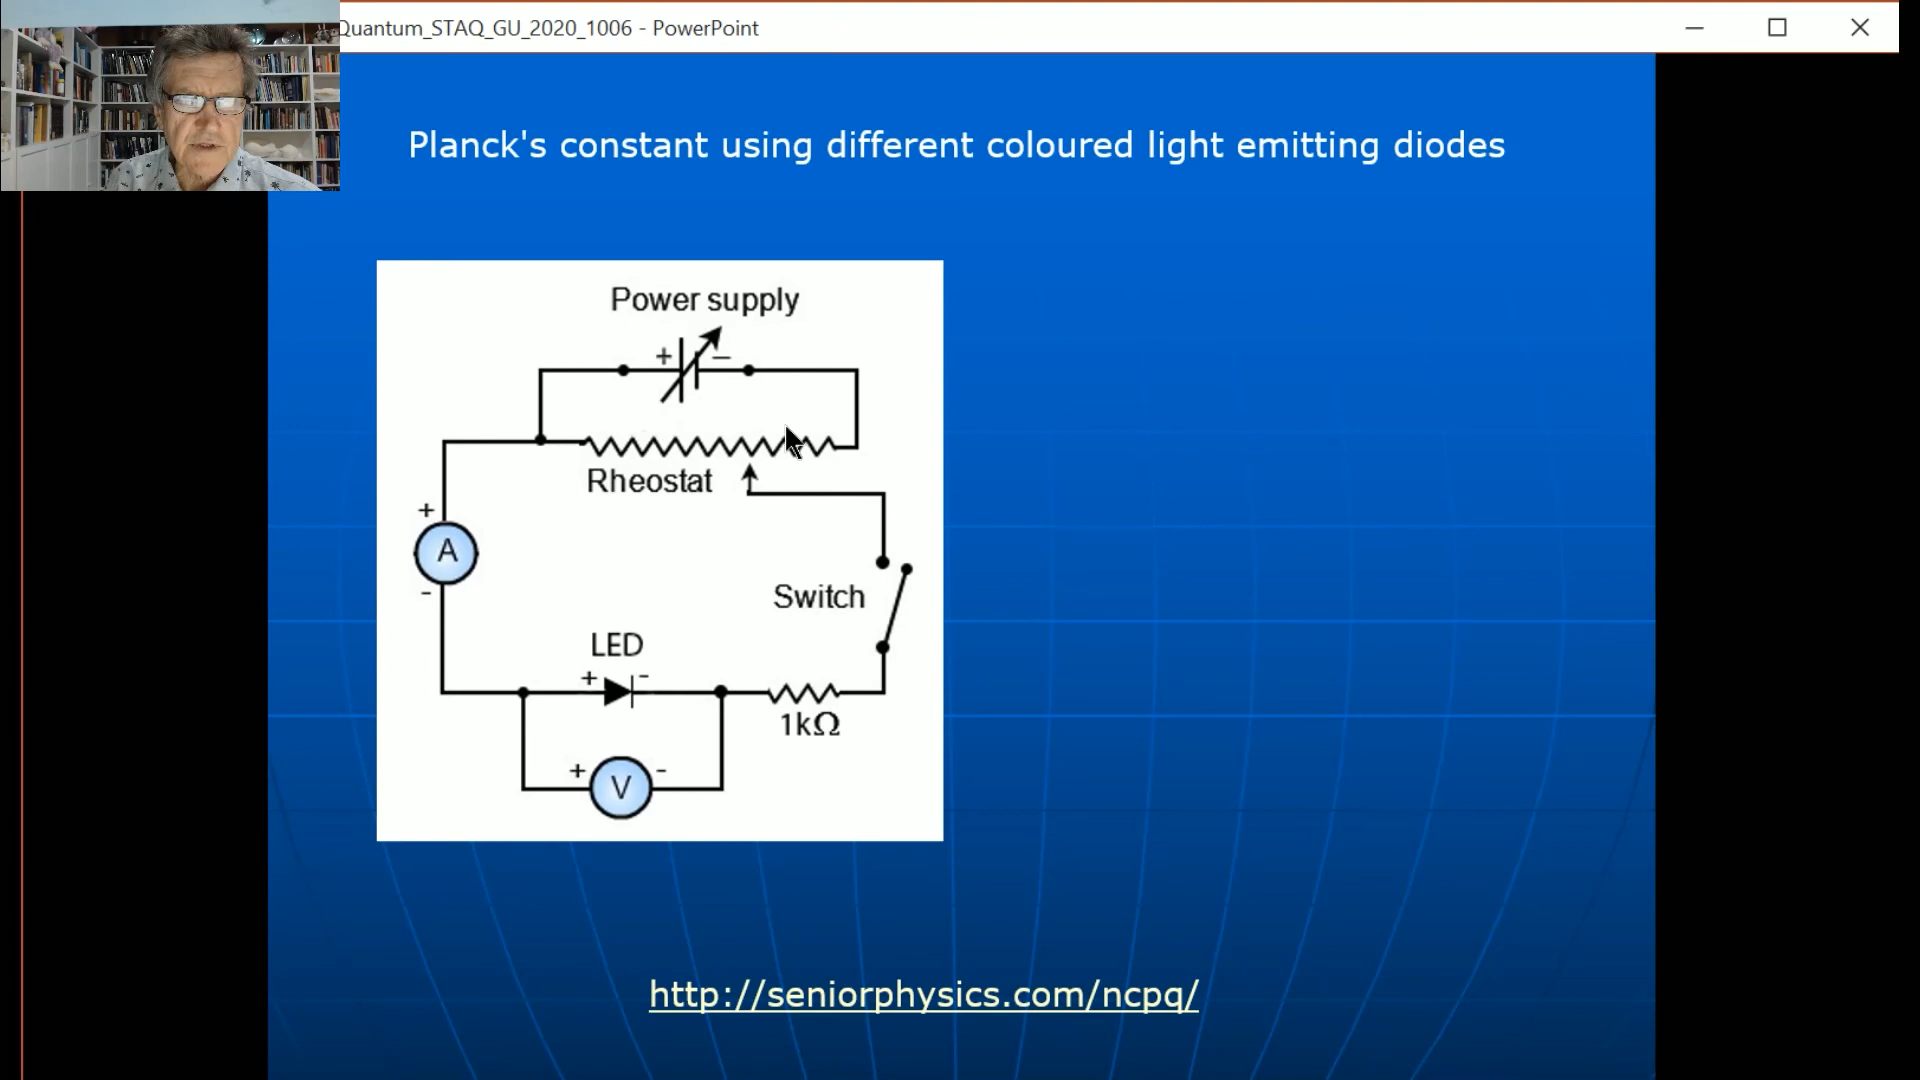 Quantum_STAQ_GU_2020_1006 - PowerPoint
Planck's constant using different coloured light emitting diodes
Power supply
+ –
Rheostat
+
A
-
Switch
LED
+ -
1kΩ
+ V -
http://seniorphysics.com/ncpq/